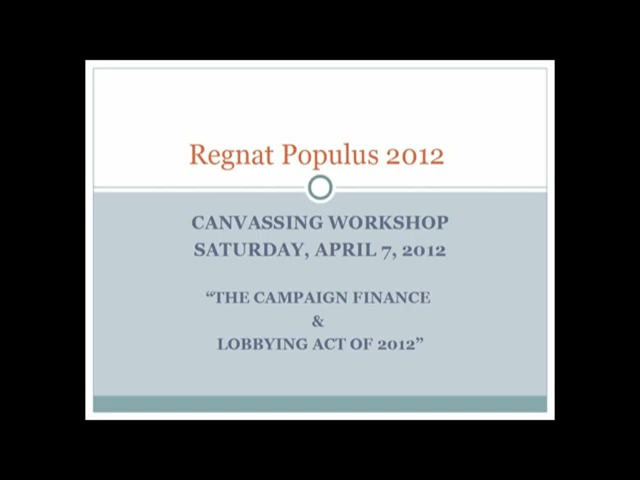 Regnat Populus 2012
CANVASSING WORKSHOP
SATURDAY, APRIL 7, 2012
“THE CAMPAIGN FINANCE
&
LOBBYING ACT OF 2012”